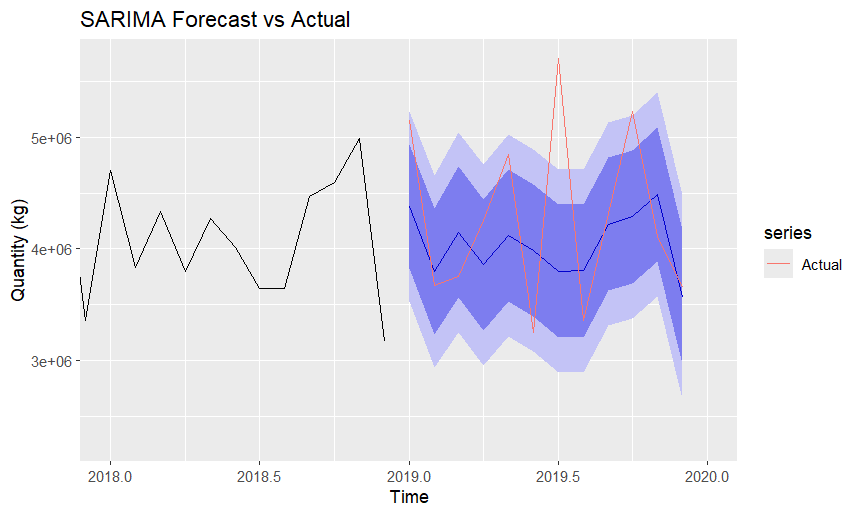 SARIMA Forecast vs Actual
Quantity (kg)
5e+06
4e+06
3e+06
2018.0 2018.5 2019.0 2019.5 2020.0
Time
series
Actual